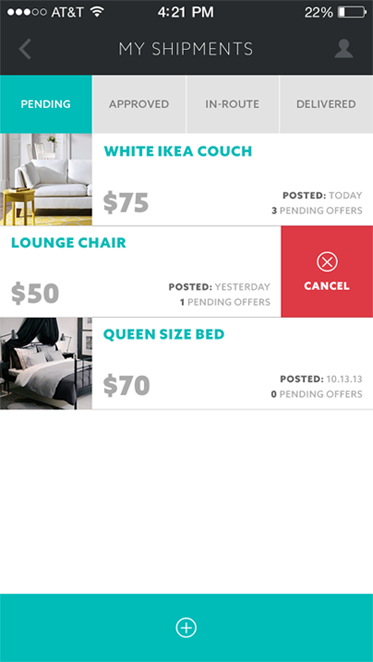 AT&T 4:21 PM 22%
MY SHIPMENTS
PENDING APPROVED IN-ROUTE DELIVERED
WHITE IKEA COUCH
$75
POSTED: TODAY
3 PENDING OFFERS
LOUNGE CHAIR
$50
POSTED: YESTERDAY
1 PENDING OFFERS
CANCEL
QUEEN SIZE BED
$70
POSTED: 10.13.13
0 PENDING OFFERS